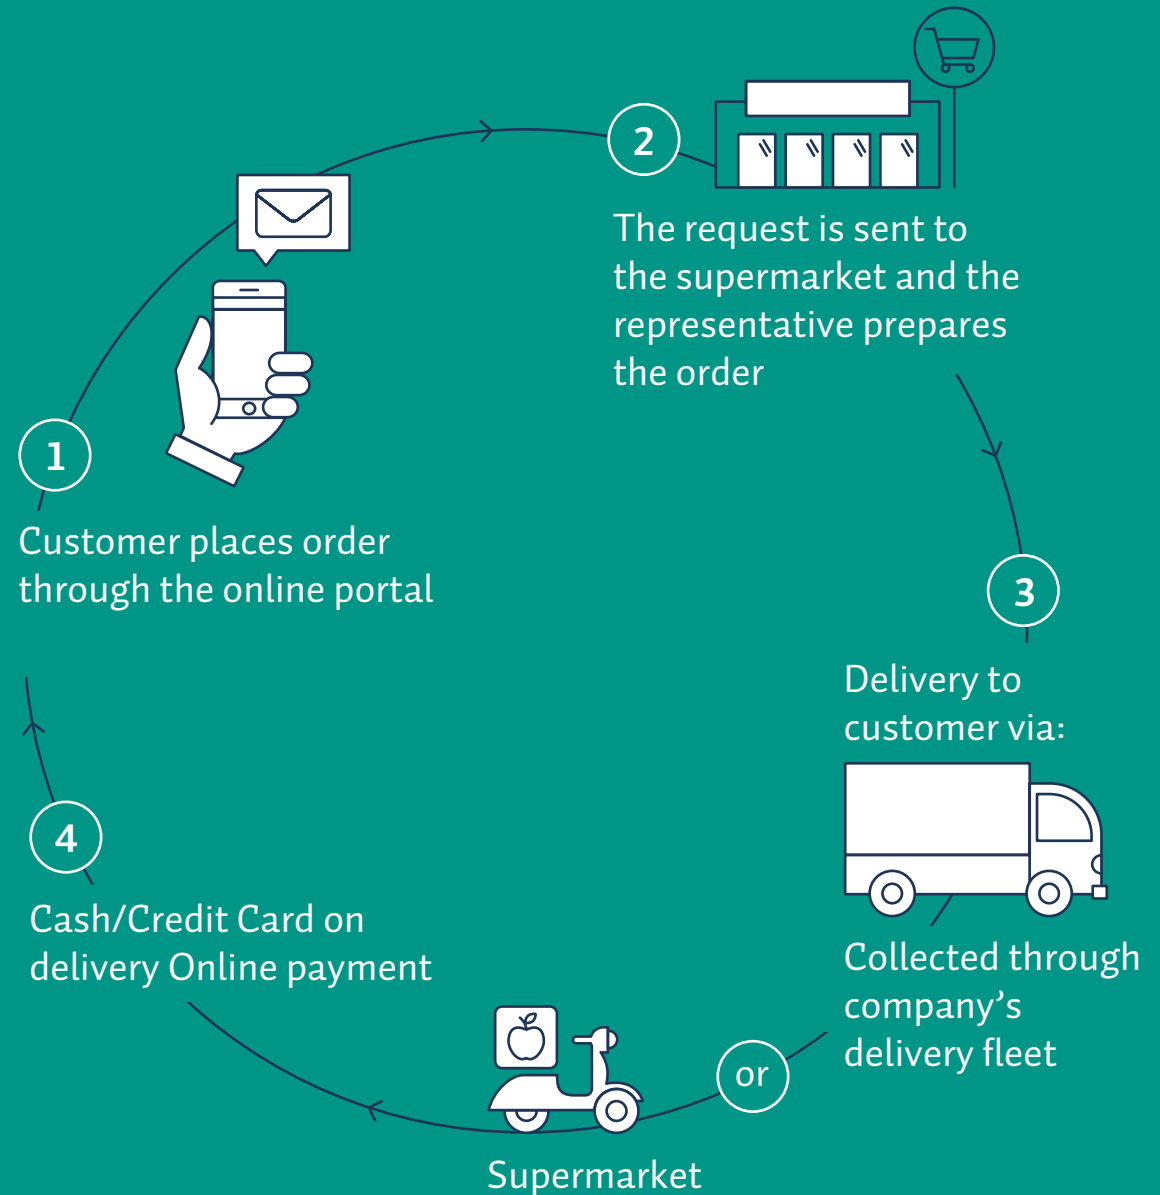 1
Customer places order
through the online portal
2
The request is sent to
the supermarket and the
representative prepares
the order
3
Delivery to
customer via:
Collected through
company’s
delivery fleet
or
Supermarket
4
Cash/Credit Card on
delivery Online payment